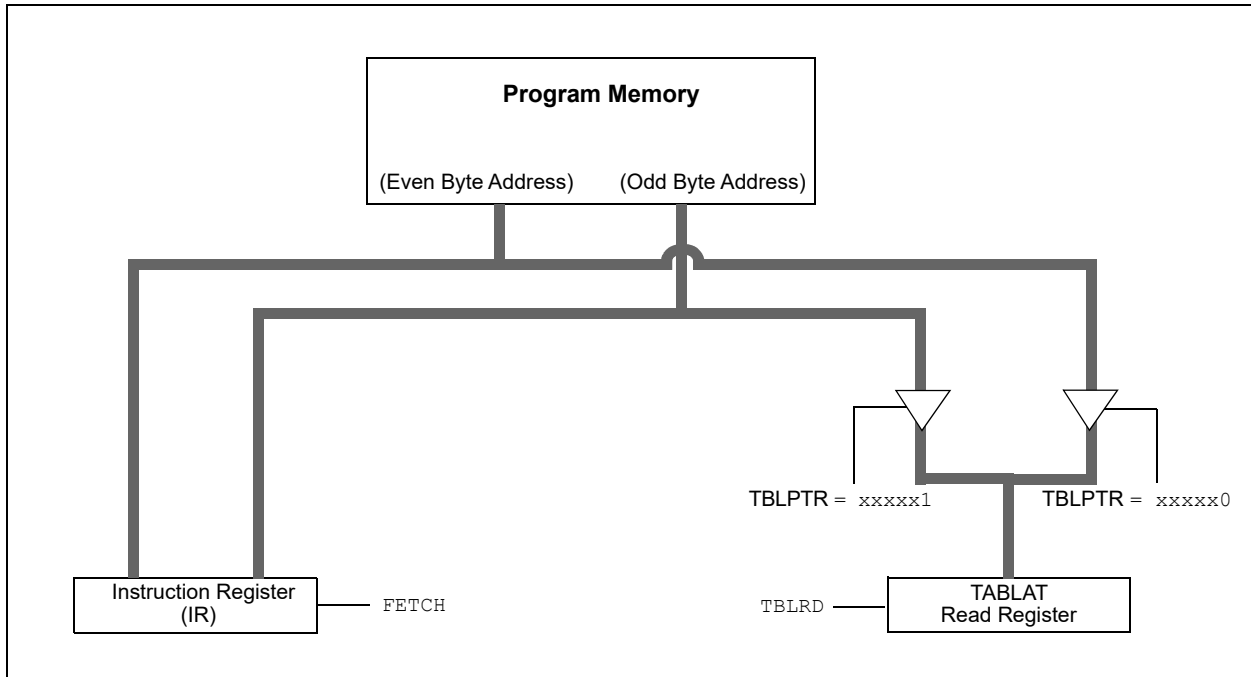 Program Memory
(Even Byte Address) (Odd Byte Address)
TBLPTR = xxxxx1 TBLPTR = xxxxx0
Instruction Register
(IR)
FETCH
TBLRD
TABLAT
Read Register